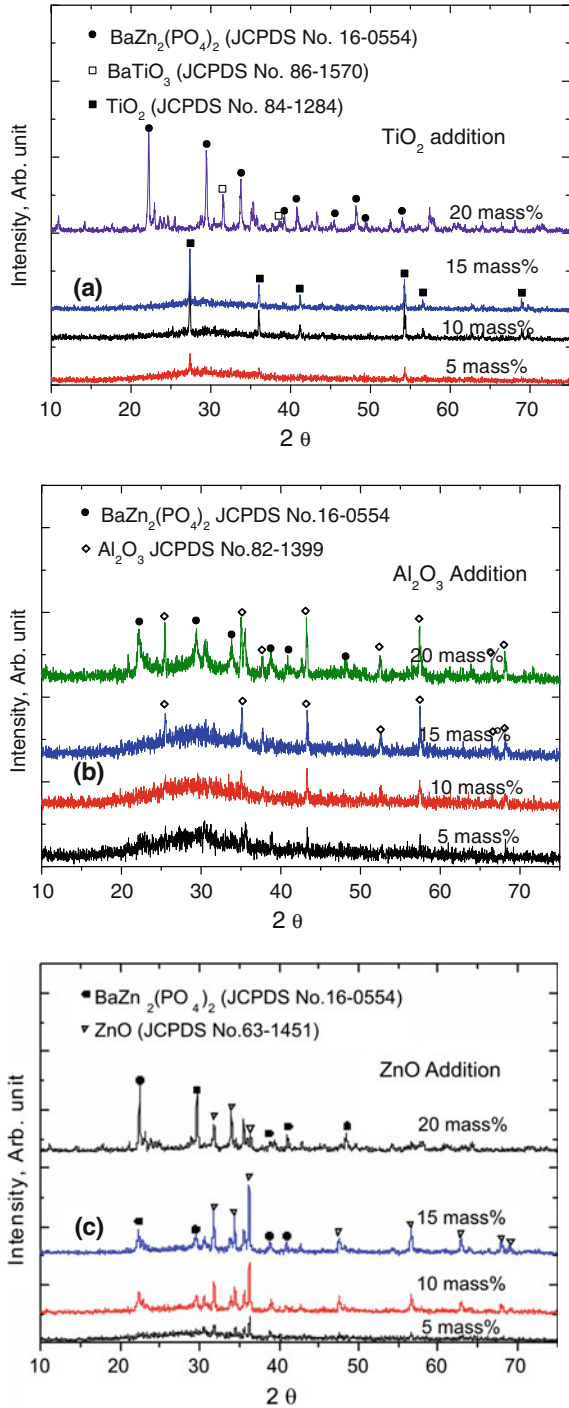 BaZn2(PO4)2 (JCPDS No. 16-0554)
BaTiO3 (JCPDS No. 86-1570)
TiO2 (JCPDS No. 84-1284)
TiO2 addition
20 mass%
15 mass%
(a)
10 mass%
5 mass%
Intensity, Arb. unit
10 20 30 40 50 60 70
2 θ
BaZn2(PO4)2 JCPDS No.16-0554
Al2O3 JCPDS No.82-1399
Al2O3 Addition
20 mass%
15 mass%
(b)
10 mass%
5 mass%
Intensity, Arb. unit
10 20 30 40 50 60 70
2 θ
BaZn2(PO4)2 (JCPDS No.16-0554)
ZnO (JCPDS No.63-1451)
ZnO Addition
20 mass%
15 mass%
(c)
10 mass%
5 mass%
Intensity, Arb. unit
10 20 30 40 50 60 70
2 θ